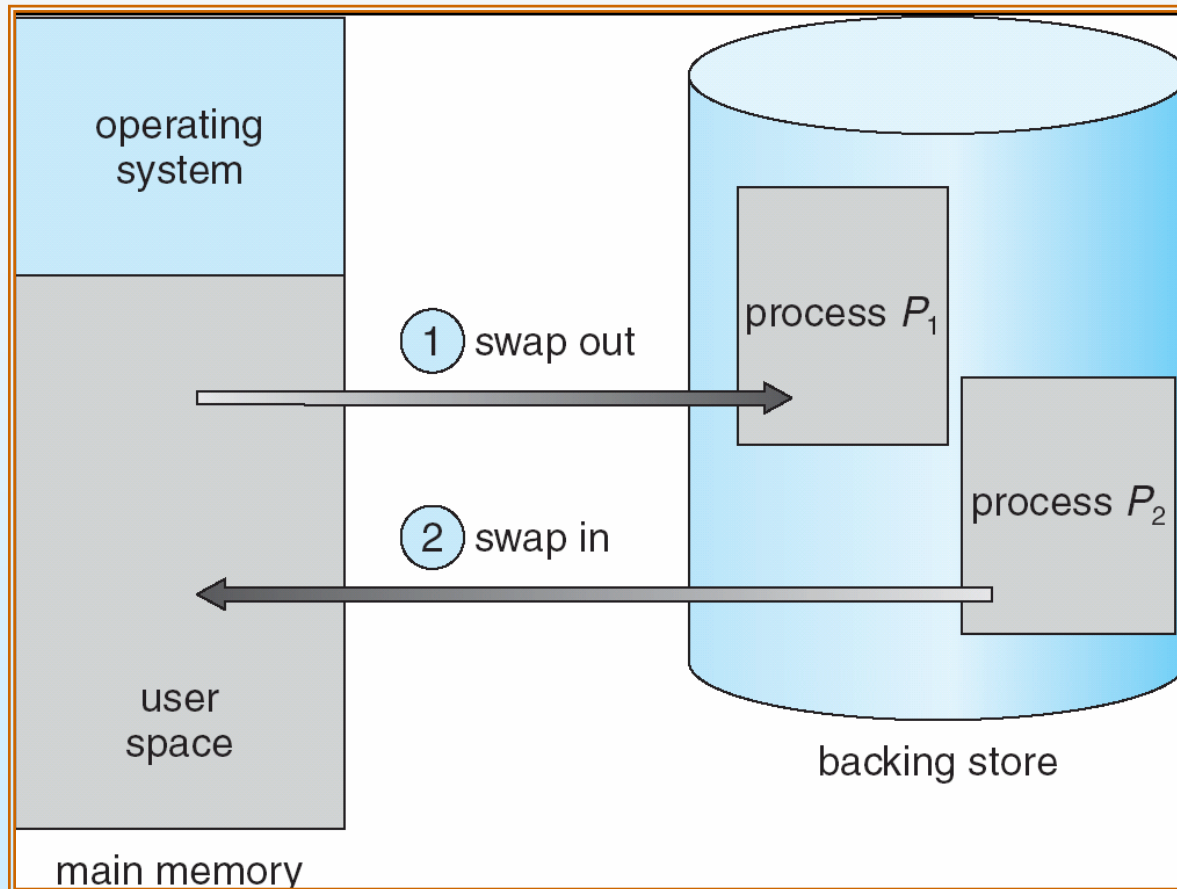 operating
system
process P₁
1 swap out
process P₂
2 swap in
user
space
backing store
main memory